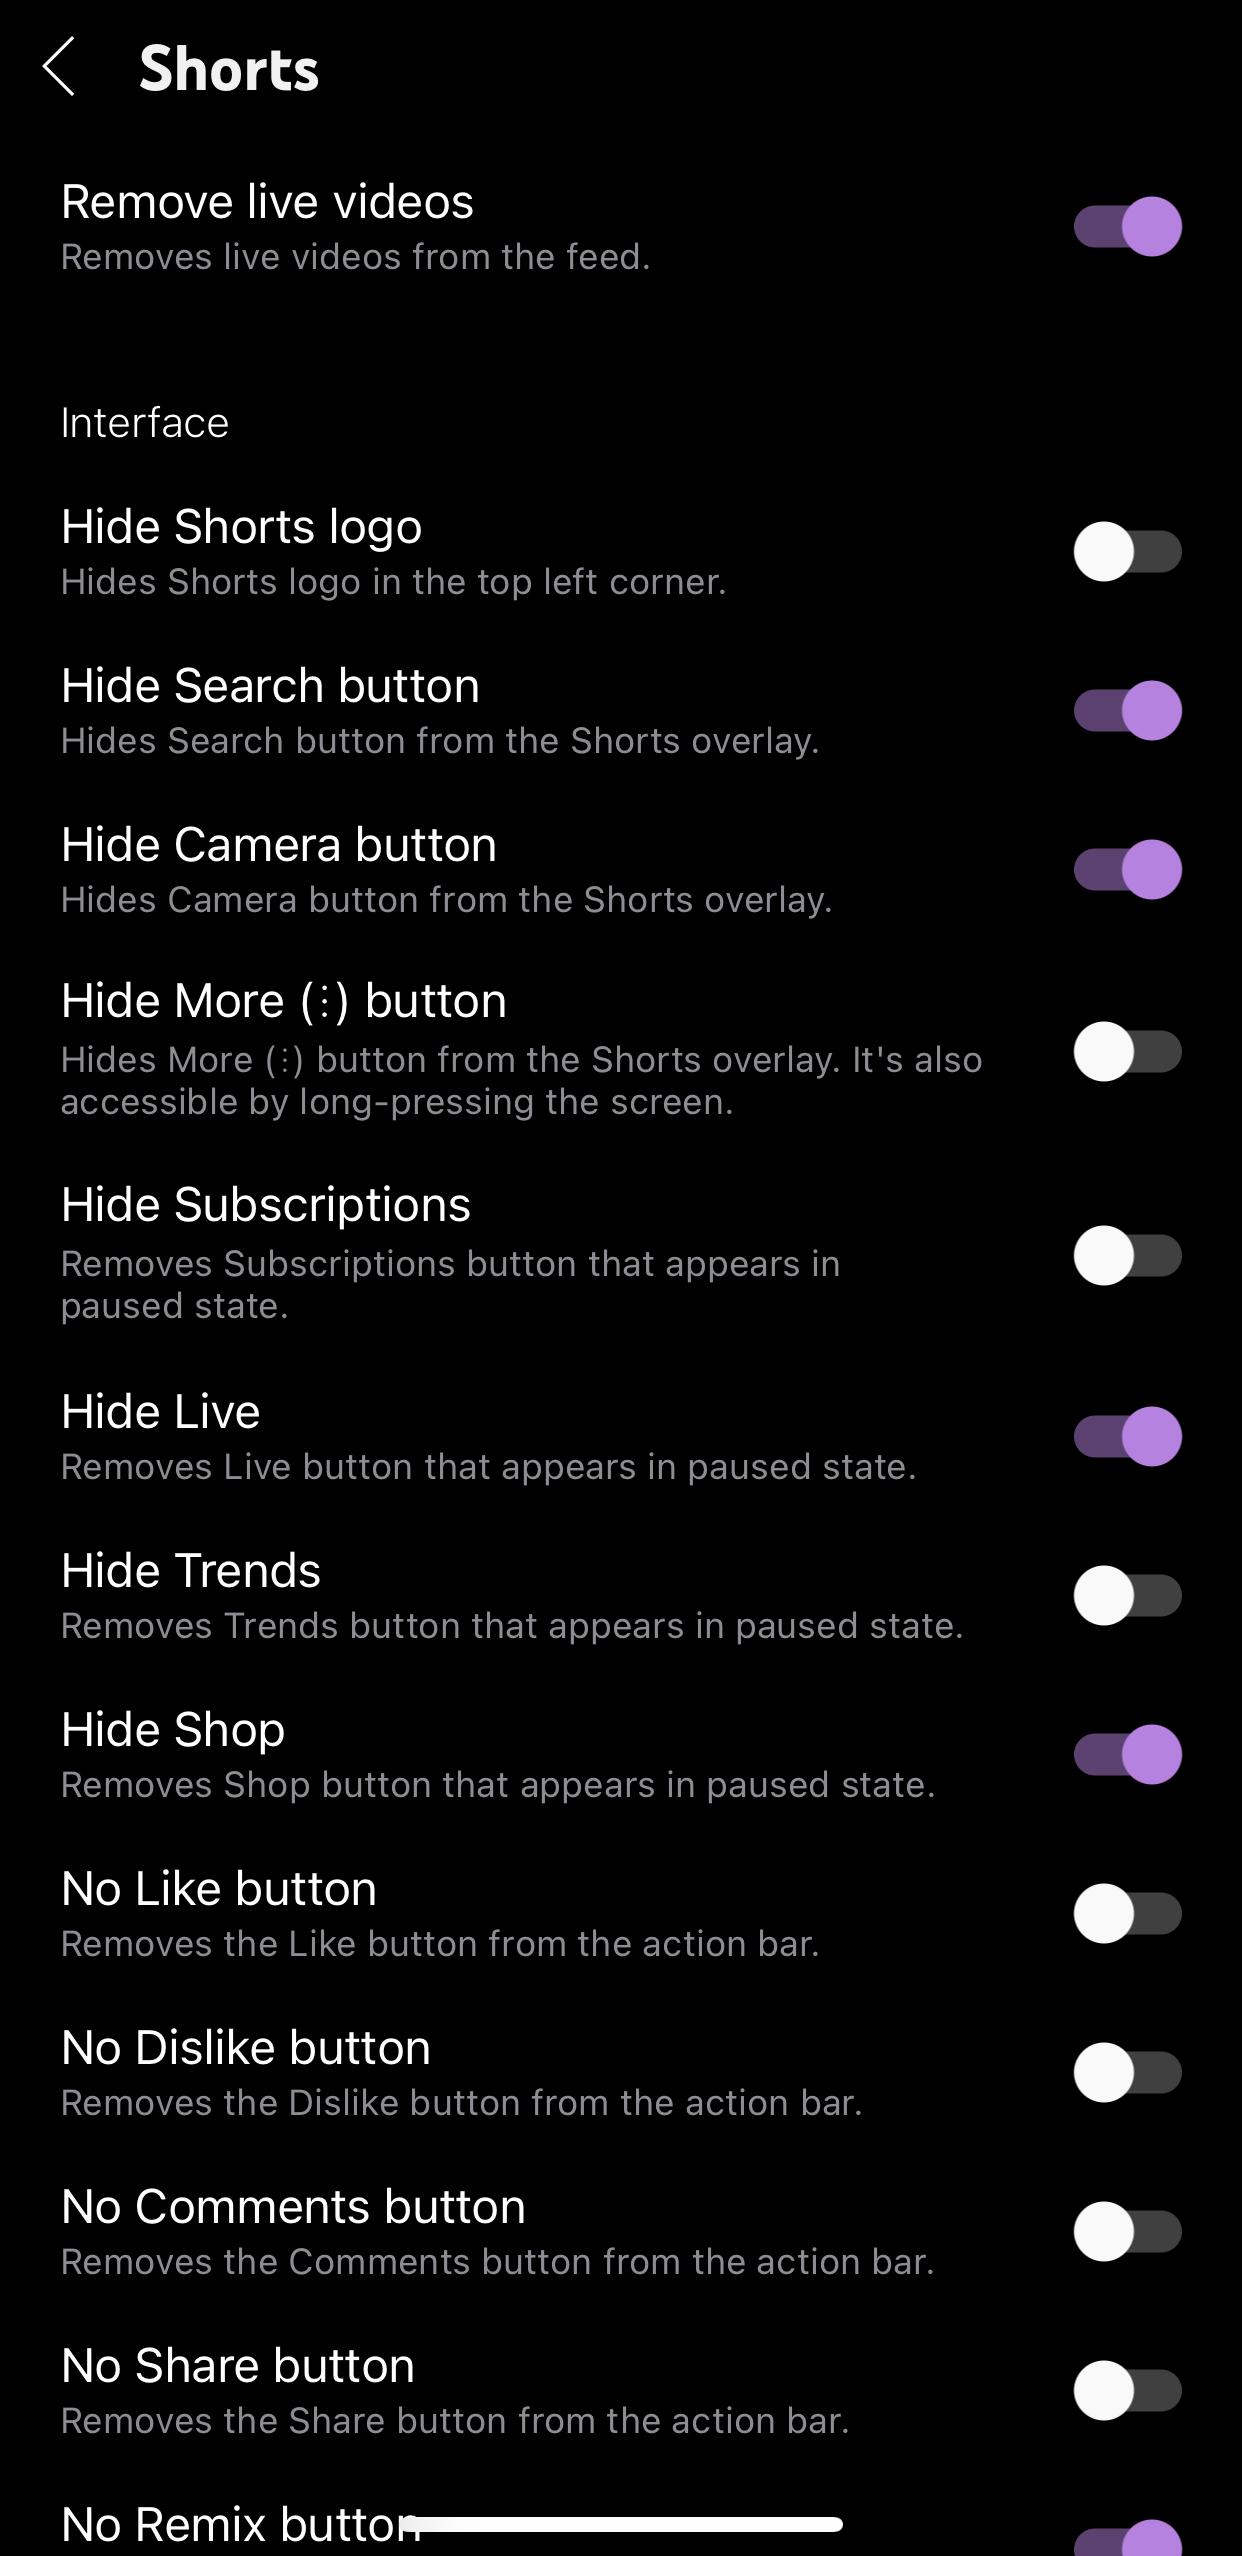 Shorts
Remove live videos
Removes live videos from the feed.
Interface
Hide Shorts logo
Hides Shorts logo in the top left corner.
Hide Search button
Hides Search button from the Shorts overlay.
Hide Camera button
Hides Camera button from the Shorts overlay.
Hide More (⋮) button
Hides More (⋮) button from the Shorts overlay. It's also
accessible by long-pressing the screen.
Hide Subscriptions
Removes Subscriptions button that appears in
paused state.
Hide Live
Removes Live button that appears in paused state.
Hide Trends
Removes Trends button that appears in paused state.
Hide Shop
Removes Shop button that appears in paused state.
No Like button
Removes the Like button from the action bar.
No Dislike button
Removes the Dislike button from the action bar.
No Comments button
Removes the Comments button from the action bar.
No Share button
Removes the Share button from the action bar.
No Remix button